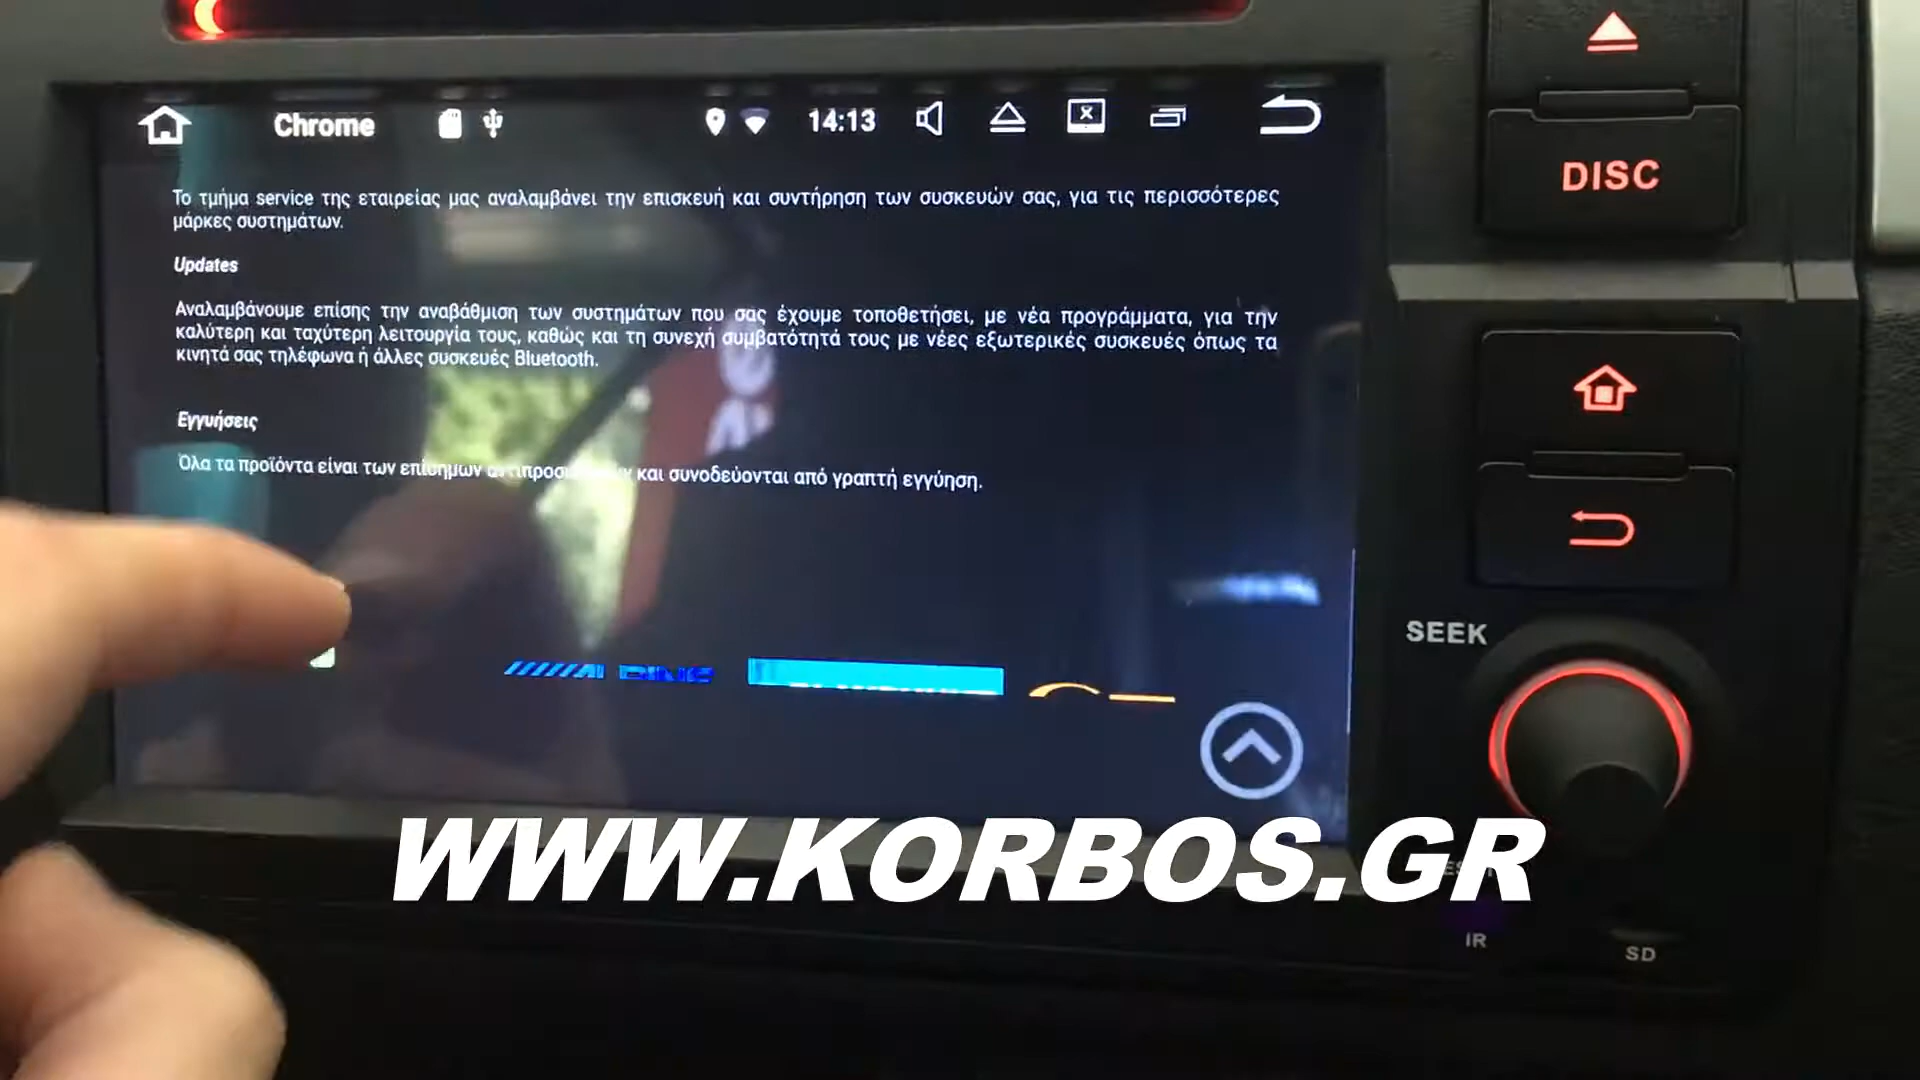 Chrome
14:13
DISC
Το τμήμα service της εταιρείας μας αναλαμβάνει την επισκευή και συντήρηση των συσκευών σας, για τις περισσότερες
μάρκες συστημάτων.
Updates
Αναλαμβάνουμε επίσης την αναβάθμιση των συστημάτων που σας έχουμε τοποθετήσει, με νέα προγράμματα, για την
καλύτερη και ταχύτερη λειτουργία τους, καθώς και τη συνεχή συμβατότητά τους με νέες εξωτερικές συσκευές όπως τα
κινητά σας τηλέφωνα ή άλλες συσκευές Bluetooth.
Εγγυήσεις
Όλα τα προϊόντα είναι των επίσημων και συνοδεύονται από γραπτή εγγύηση.
SEEK
WWW.KORBOS.GR
IR
SD